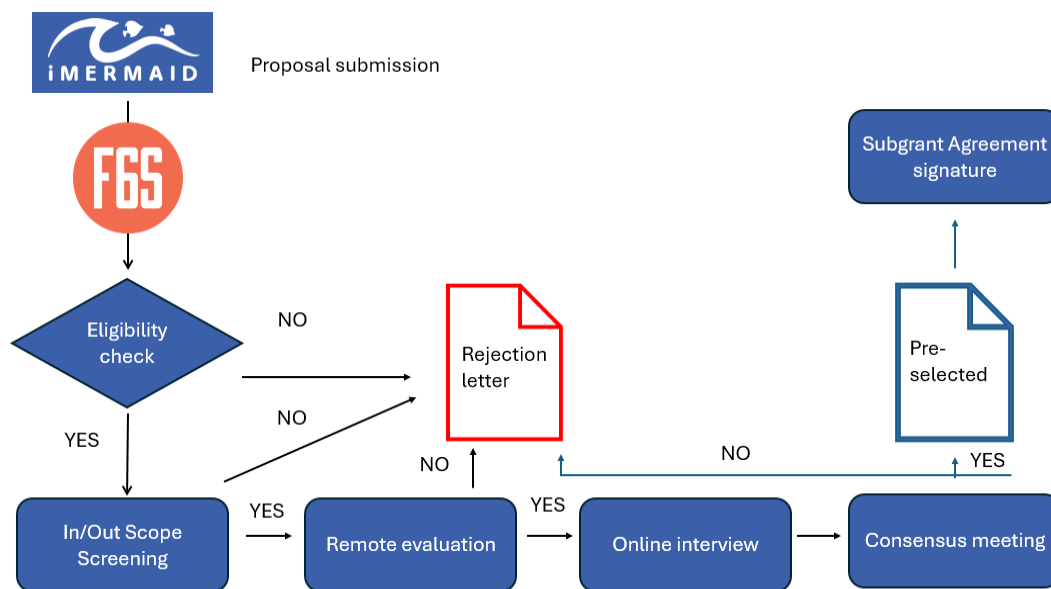 iMERMAID
Proposal submission
F6S
Subgrant Agreement
signature
Eligibility
check
NO
Rejection
letter
Pre-
selected
NO
YES
NO
NO
YES
In/Out Scope
Screening
YES
Remote evaluation
YES
Online interview
Consensus meeting